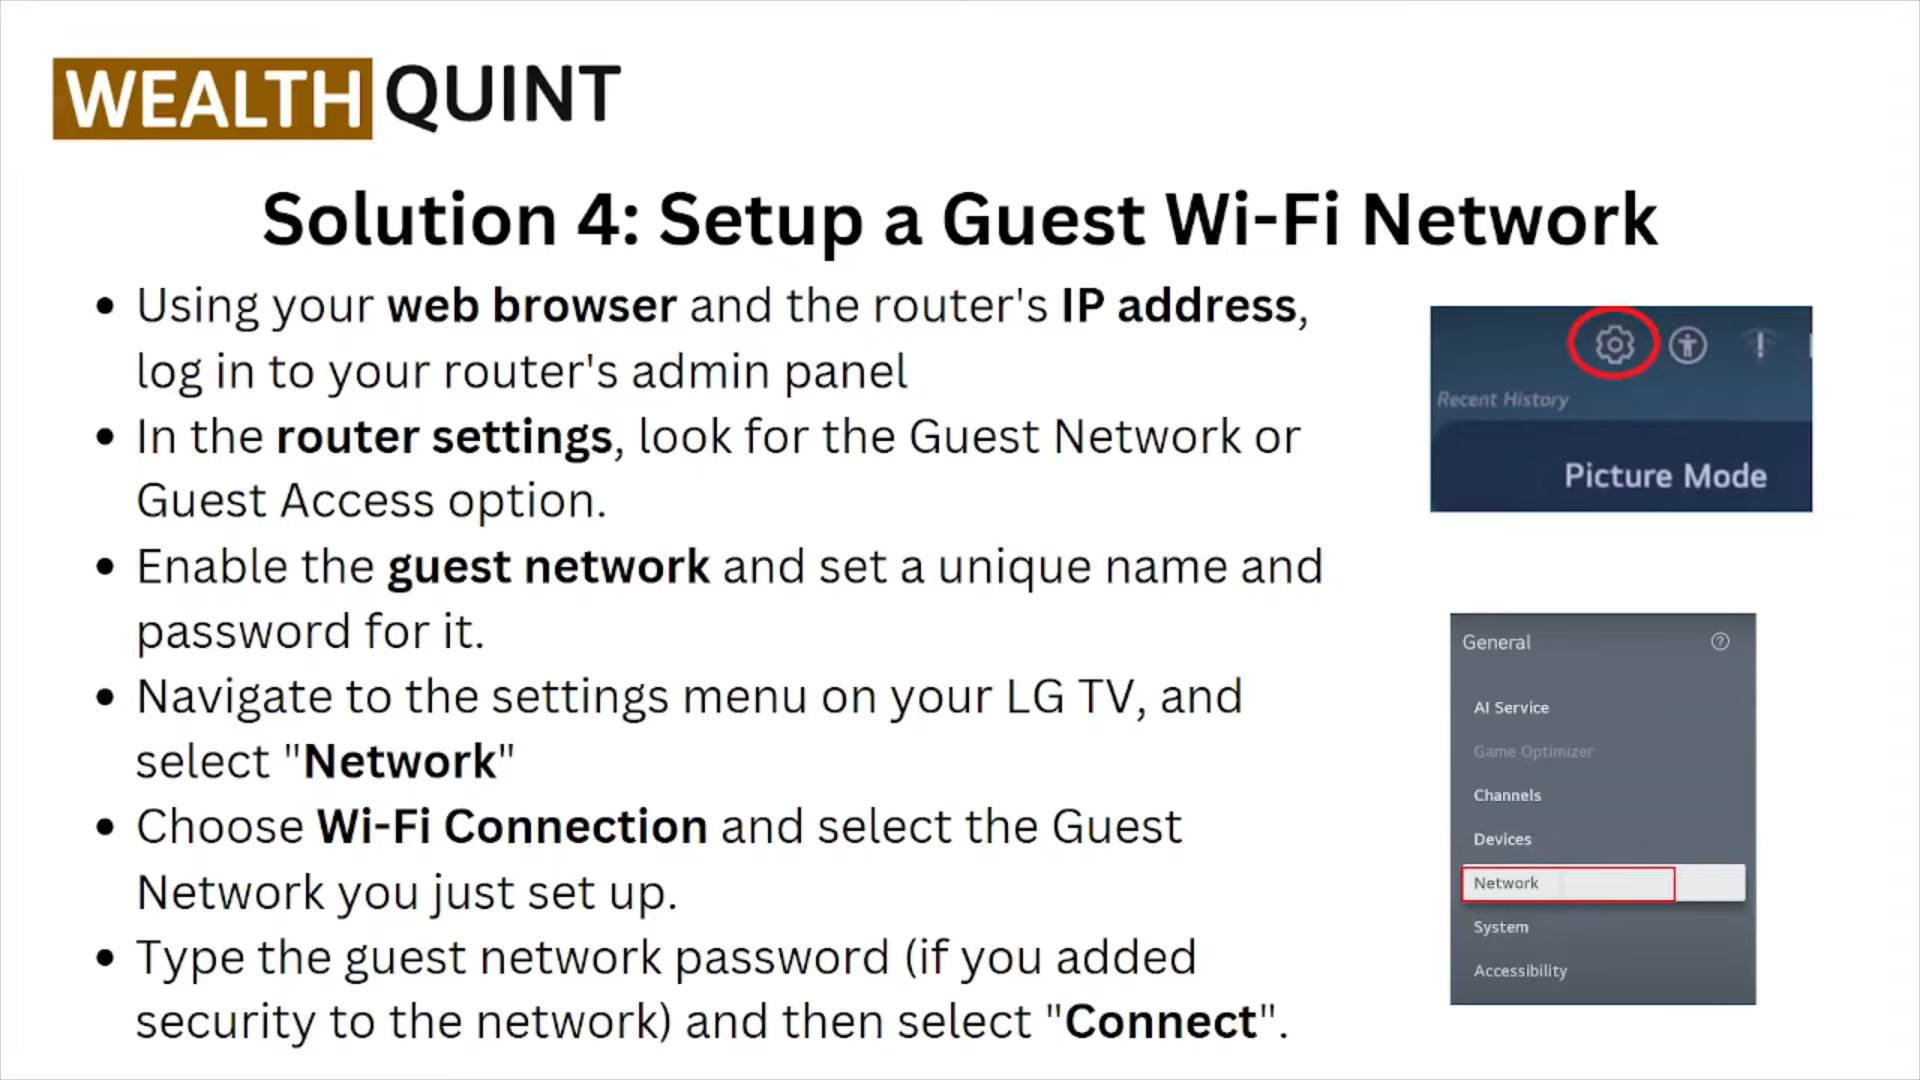 WEALTH QUINT
Solution 4: Setup a Guest Wi-Fi Network
• Using your web browser and the router's IP address,
log in to your router's admin panel
• In the router settings, look for the Guest Network or
Guest Access option.
• Enable the guest network and set a unique name and
password for it.
• Navigate to the settings menu on your LG TV, and
select "Network"
• Choose Wi-Fi Connection and select the Guest
Network you just set up.
• Type the guest network password (if you added
security to the network) and then select "Connect".
Recent History
Picture Mode
General
AI Service
Game Optimizer
Channels
Devices
Network
System
Accessibility